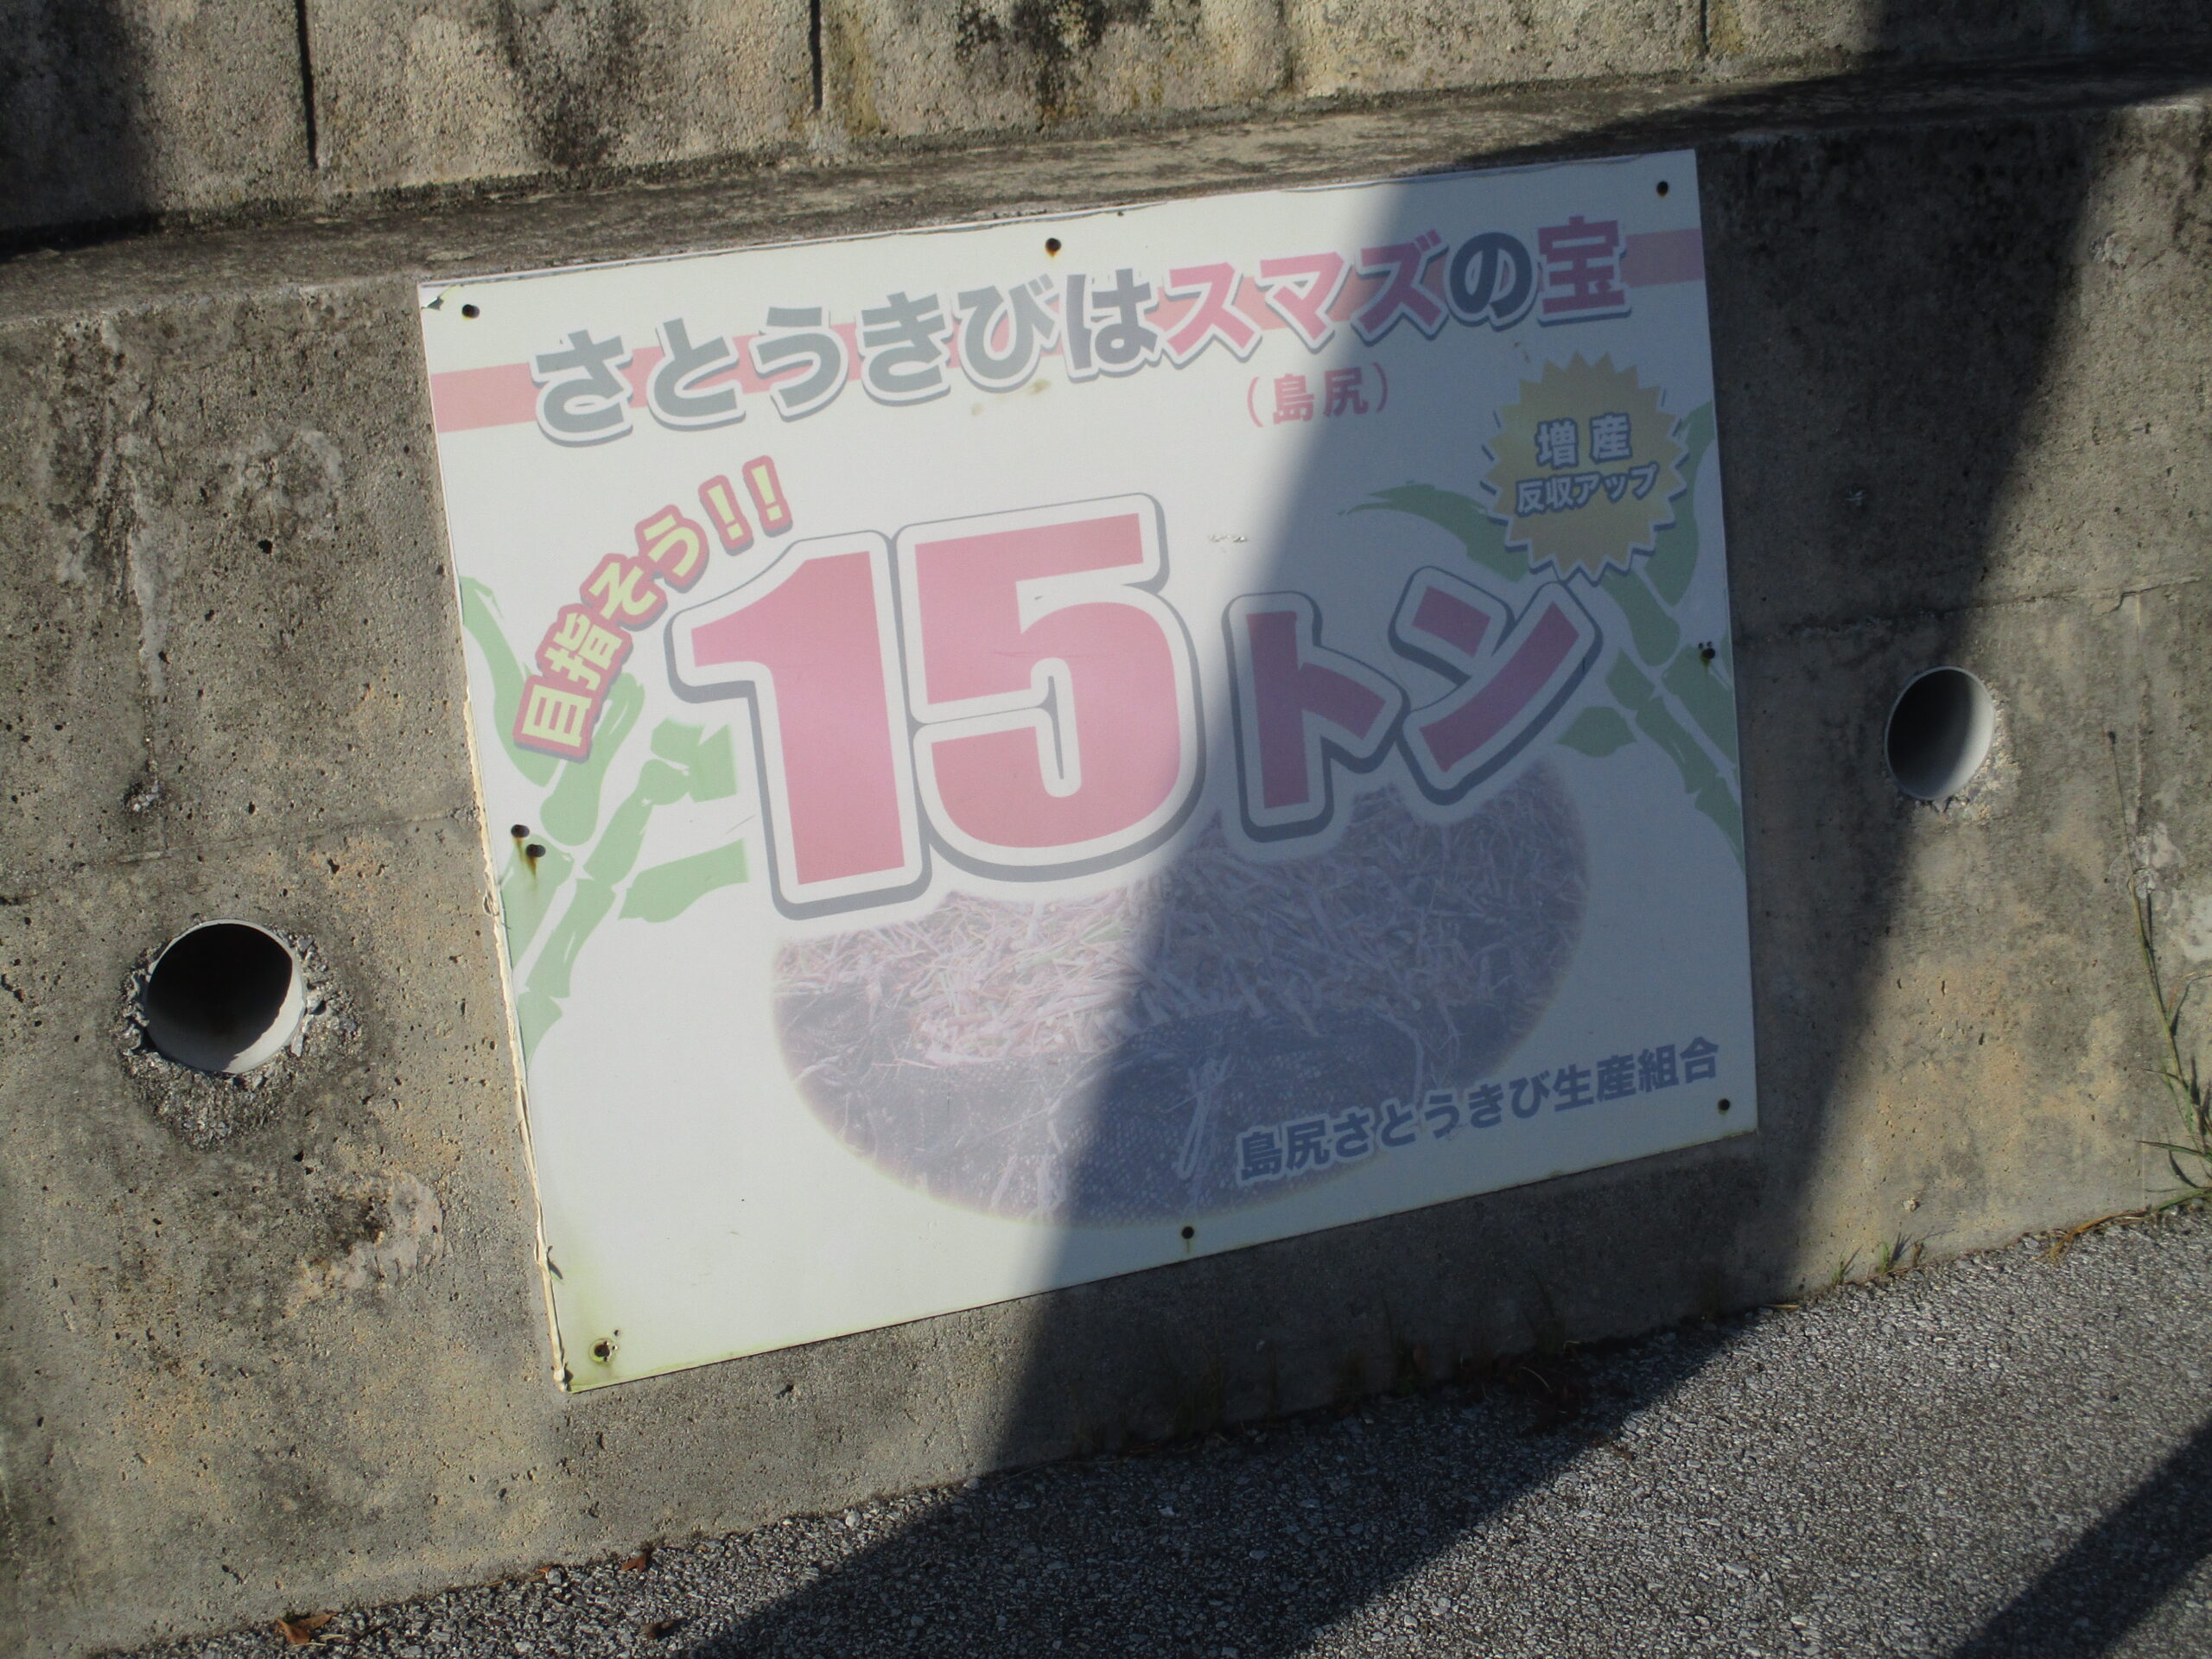 さとうきびはスマズの宝
（島尻）
増産
反収アップ
目指そう!!
15トン
島尻さとうきび生産組合